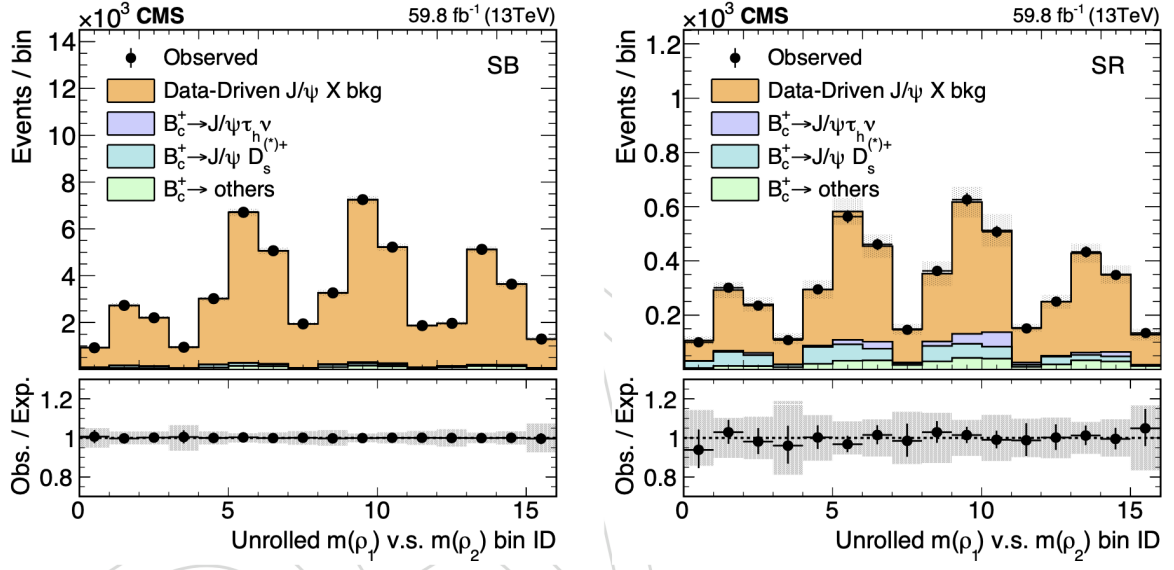 ×10³ CMS 59.8 fb⁻¹ (13TeV)
Events / bin
14
12
10
8
6
4
2
SB
Observed
Data-Driven J/ψ X bkg
B_c^+→J/ψτ_hν
B_c^+→J/ψ D_s^(*)+
B_c^+→ others
Obs. / Exp.
1.2
1
0.8
0 5 10 15
Unrolled m(ρ₁) v.s. m(ρ₂) bin ID
×10³ CMS 59.8 fb⁻¹ (13TeV)
Events / bin
1.2
1
0.8
0.6
0.4
0.2
SR
Observed
Data-Driven J/ψ X bkg
B_c^+→J/ψτ_hν
B_c^+→J/ψ D_s^(*)+
B_c^+→ others
Obs. / Exp.
1.2
1
0.8
0 5 10 15
Unrolled m(ρ₁) v.s. m(ρ₂) bin ID